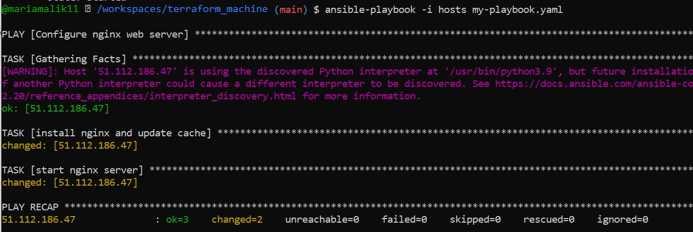 @mariamalik11 /workspaces/terraform_machine (main) $ ansible-playbook -i hosts my-playbook.yaml
PLAY [Configure nginx web server] ****************************************************************
TASK [Gathering Facts] ****************************************************************
[WARNING]: Host '51.112.186.47' is using the discovered Python interpreter at '/usr/bin/python3.9', but future installatio
f another Python interpreter could cause a different interpreter to be discovered. See https://docs.ansible.com/ansible-co
2.20/reference_appendices/interpreter_discovery.html for more information.
ok: [51.112.186.47]
TASK [install nginx and update cache] ****************************************************************
changed: [51.112.186.47]
TASK [start nginx server] ****************************************************************
changed: [51.112.186.47]
PLAY RECAP ****************************************************************
51.112.186.47 : ok=3 changed=2 unreachable=0 failed=0 skipped=0 rescued=0 ignored=0